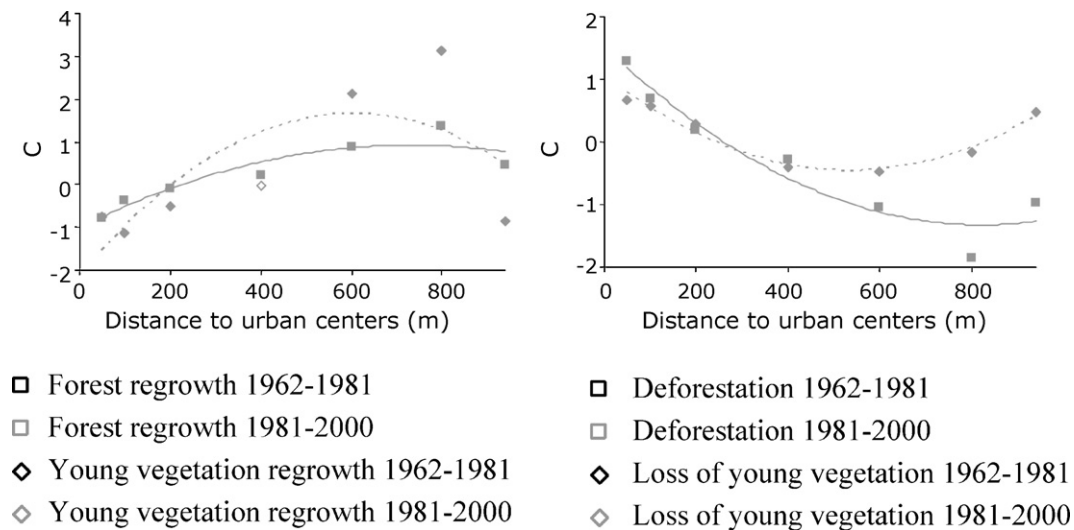 4
3
2
1
0
-1
-2
C
0 200 400 600 800
Distance to urban centers (m)
2
1
0
-1
-2
C
0 200 400 600 800
Distance to urban centers (m)
Forest regrowth 1962-1981
Forest regrowth 1981-2000
Young vegetation regrowth 1962-1981
Young vegetation regrowth 1981-2000
Deforestation 1962-1981
Deforestation 1981-2000
Loss of young vegetation 1962-1981
Loss of young vegetation 1981-2000